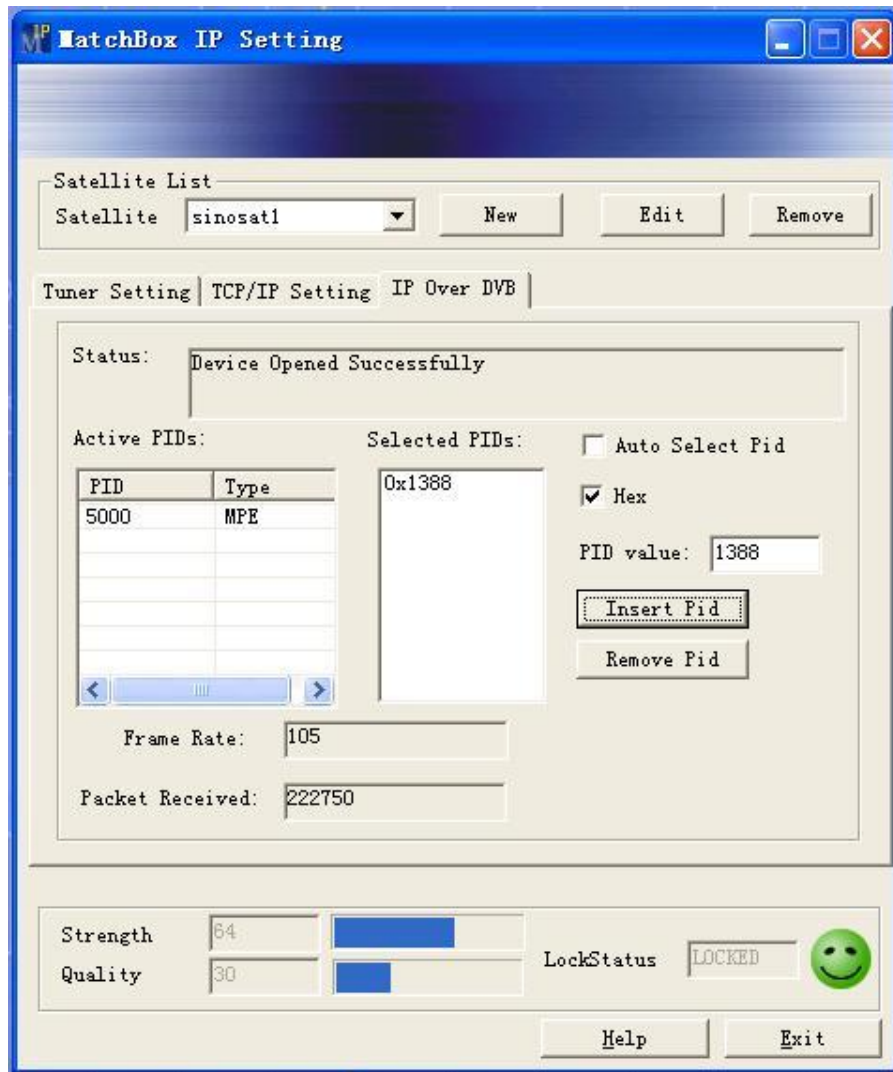 MatchBox IP Setting
Satellite List
Satellite sinosat1 New Edit Remove
Tuner Setting TCP/IP Setting IP Over DVB
Status: Device Opened Successfully
Active PIDs: Selected PIDs: Auto Select Pid
PID Type 0x1388
5000 MPE Hex
PID value: 1388
Insert Pid
Remove Pid
Frame Rate: 105
Packet Received: 222750
Strength 64
Quality 30 LockStatus LOCKED
Help Exit